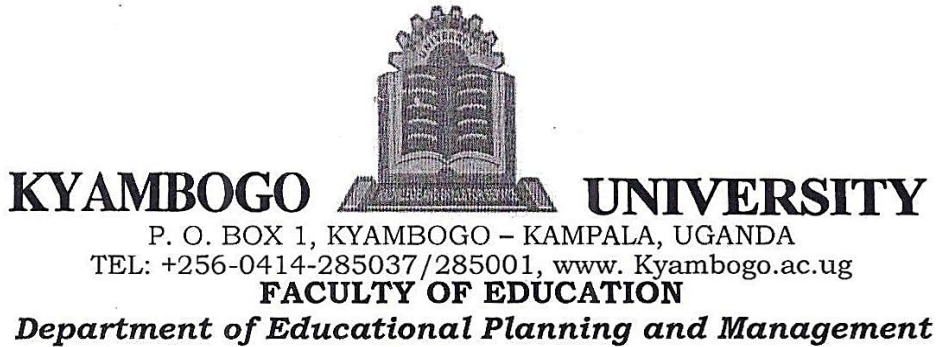 UNIVERSITY
KYAMBOGO UNIVERSITY
P. O. BOX 1, KYAMBOGO – KAMPALA, UGANDA
TEL: +256-0414-285037/285001, www. Kyambogo.ac.ug
FACULTY OF EDUCATION
Department of Educational Planning and Management